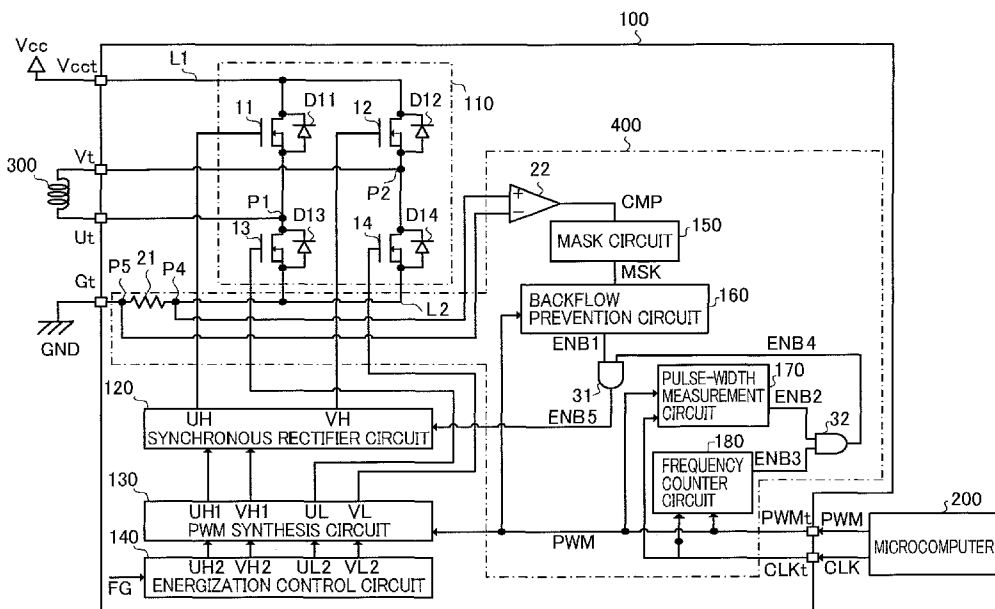 100
Vcc
Vcct
L1
110
D11
D12
11
12
400
Vt
300
P2
22
+
−
CMP
P1
Ut
13
D13
14
D14
MASK CIRCUIT
150
MSK
Gt
P5
21
P4
L2
BACKFLOW
PREVENTION CIRCUIT
160
GND
ENB1
ENB4
31
PULSE-WIDTH
MEASUREMENT
CIRCUIT
170
ENB2
32
120
UH
VH
SYNCHRONOUS RECTIFIER CIRCUIT
ENB5
180
FREQUENCY
COUNTER
CIRCUIT
ENB3
130
UH1
VH1
UL
VL
PWM SYNTHESIS CIRCUIT
PWM
PWMt
PWM
200
MICROCOMPUTER
140
UH2
VH2
UL2
VL2
ENERGIZATION CONTROL CIRCUIT
FG
CLKt
CLK